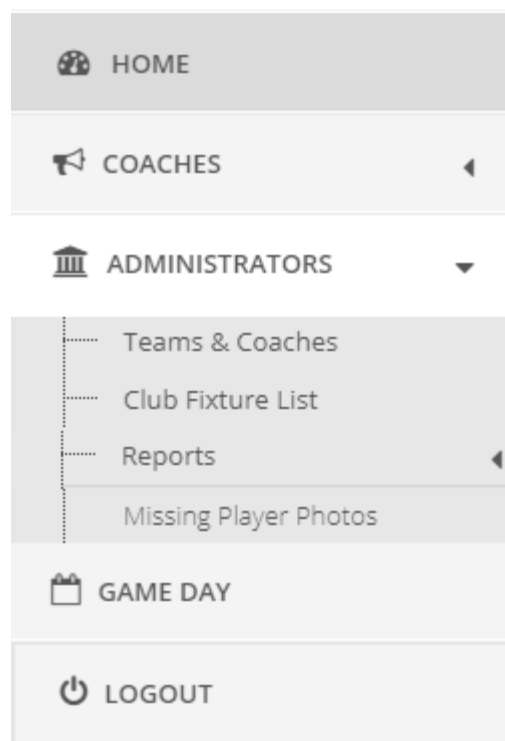 HOME
COACHES
ADMINISTRATORS
Teams & Coaches
Club Fixture List
Reports
Missing Player Photos
GAME DAY
LOGOUT